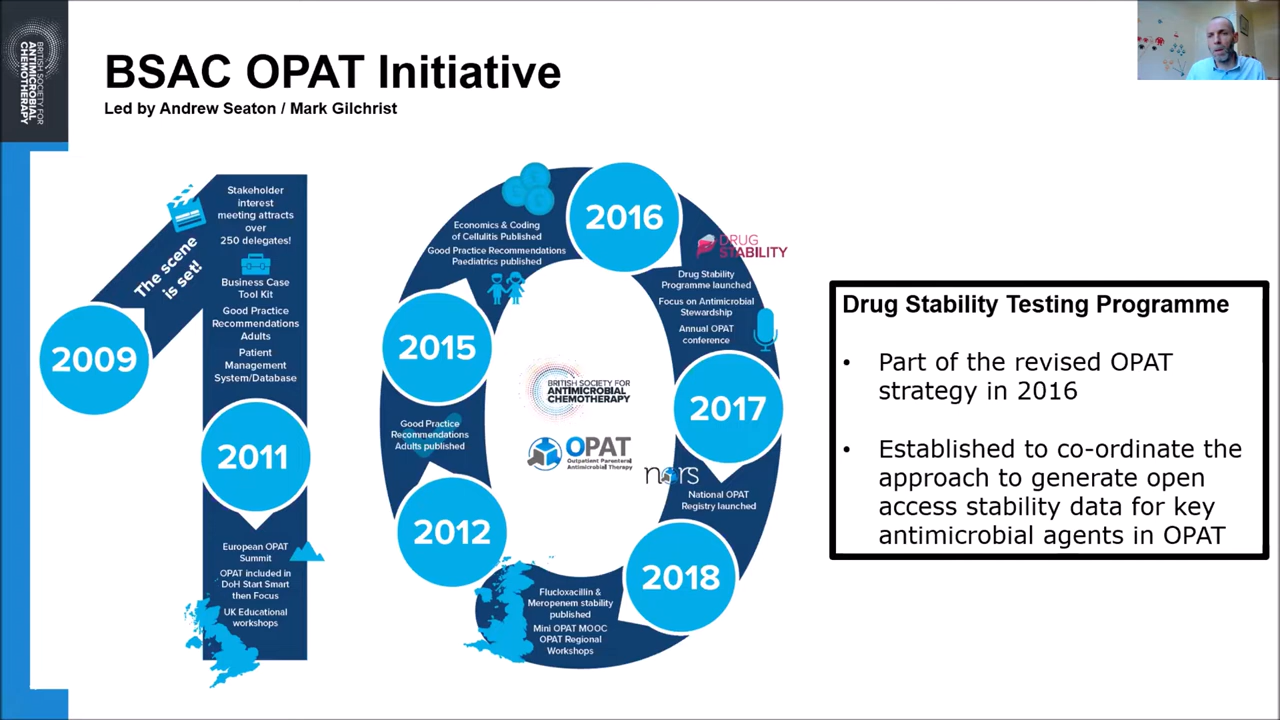 BRITISH SOCIETY FOR
ANTIMICROBIAL
CHEMOTHERAPY
BSAC OPAT Initiative
Led by Andrew Seaton / Mark Gilchrist
2009
The scene
is set!
Stakeholder
interest
meeting attracts
over
250 delegates!
Business Case
Tool Kit
Good Practice
Recommendations
Adults
Patient
Management
System/Database
2011
European OPAT
Summit
OPAT included in
DoH Start Smart
then Focus
UK Educational
workshops
2012
Good Practice
Recommendations
Adults published
2015
Economics & Coding
of Cellulitis Published
Good Practice Recommendations
Paediatrics published
2016
DRUG
STABILITY
Drug Stability
Programme launched
Focus on Antimicrobial
Stewardship
Annual OPAT
conference
2017
nors
National OPAT
Registry launched
2018
Flucloxacillin &
Meropenem stability
published
Mini OPAT MOOC
OPAT Regional
Workshops
BRITISH SOCIETY FOR
ANTIMICROBIAL
CHEMOTHERAPY
OPAT
Outpatient Parenteral
Antimicrobial Therapy
Drug Stability Testing Programme
• Part of the revised OPAT
strategy in 2016
• Established to co-ordinate the
approach to generate open
access stability data for key
antimicrobial agents in OPAT